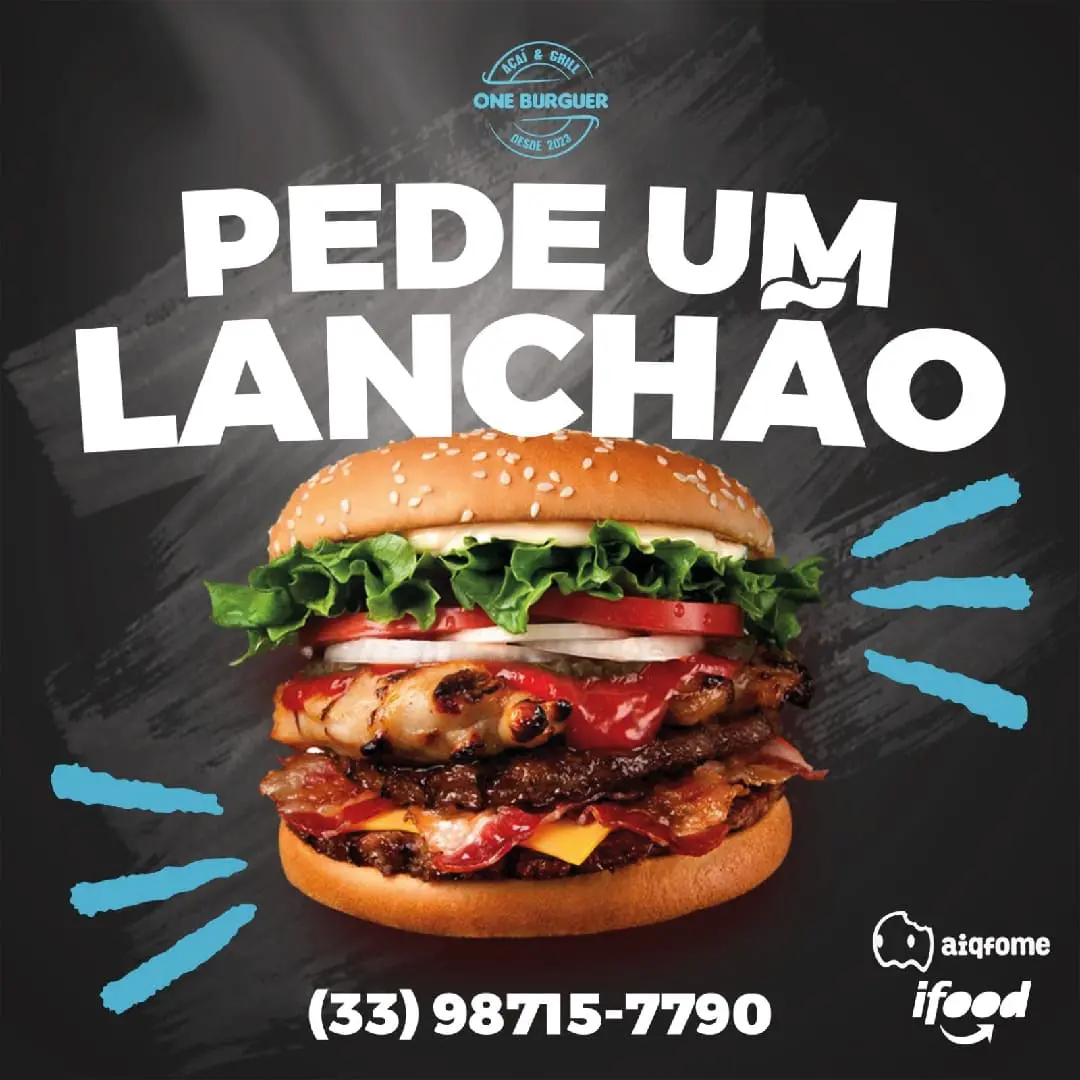 AÇAÍ & GRILL
ONE BURGUER
DESDE 2023
PEDE UM
LANCHÃO
aiqfome
ifood
(33) 98715-7790